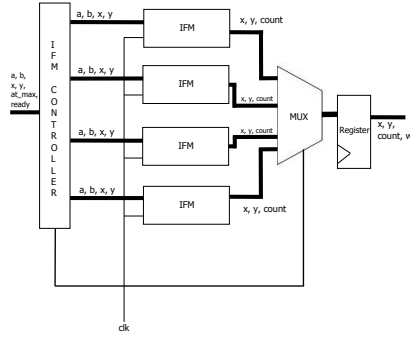 a, b, x, y
IFM
x, y, count
I
F
M
C
O
N
T
R
O
L
L
E
R
a, b,
x, y,
at_max,
ready
a, b, x, y
IFM
x, y, count
MUX
Register
x, y,
count, w
a, b, x, y
IFM
x, y, count
a, b, x, y
IFM
x, y, count
clk